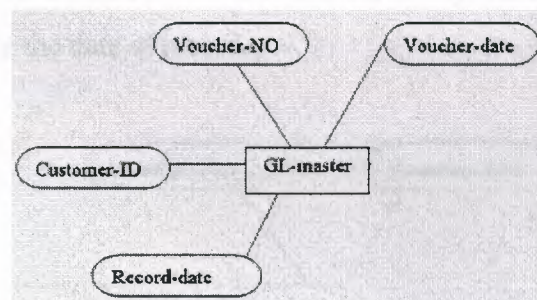 Voucher-NO
Voucher-date
Customer-ID
GL-master
Record-date